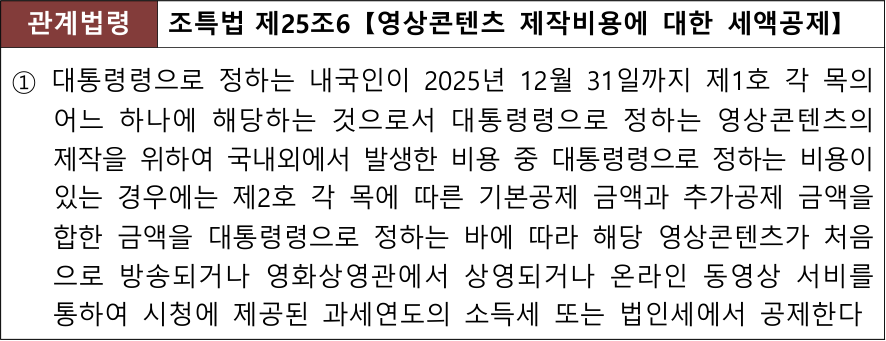 관계법령 조특법 제25조6【영상콘텐츠 제작비용에 대한 세액공제】
① 대통령령으로 정하는 내국인이 2025년 12월 31일까지 제1호 각 목의
어느 하나에 해당하는 것으로서 대통령령으로 정하는 영상콘텐츠의
제작을 위하여 국내외에서 발생한 비용 중 대통령령으로 정하는 비용이
있는 경우에는 제2호 각 목에 따른 기본공제 금액과 추가공제 금액을
합한 금액을 대통령령으로 정하는 바에 따라 해당 영상콘텐츠가 처음
으로 방송되거나 영화상영관에서 상영되거나 온라인 동영상 서비를
통하여 시청에 제공된 과세연도의 소득세 또는 법인세에서 공제한다